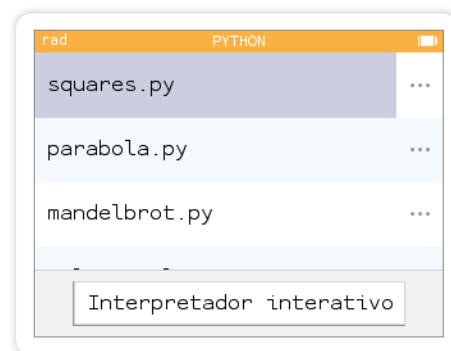 rad PYTHON
squares.py ...
parabola.py ...
mandelbrot.py ...
Interpretador interativo